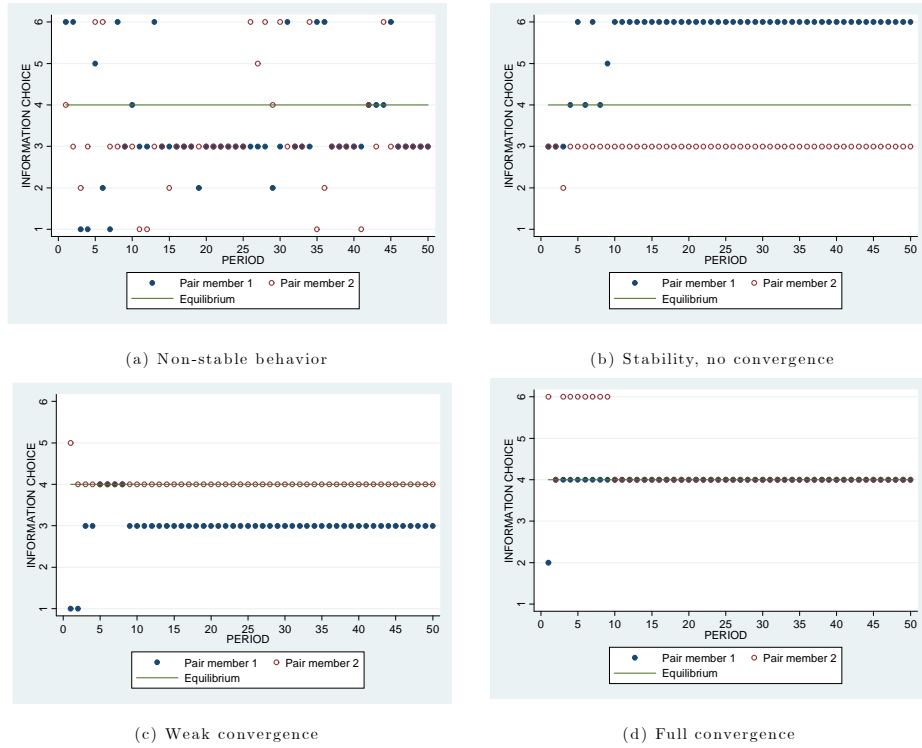 INFORMATION CHOICE
6
5
4
3
2
1
0 5 10 15 20 25 30 35 40 45 50
PERIOD
Pair member 1 Pair member 2
Equilibrium
(a) Non-stable behavior
INFORMATION CHOICE
6
5
4
3
2
1
0 5 10 15 20 25 30 35 40 45 50
PERIOD
Pair member 1 Pair member 2
Equilibrium
(b) Stability, no convergence
INFORMATION CHOICE
6
5
4
3
2
1
0 5 10 15 20 25 30 35 40 45 50
PERIOD
Pair member 1 Pair member 2
Equilibrium
(c) Weak convergence
INFORMATION CHOICE
6
5
4
3
2
1
0 5 10 15 20 25 30 35 40 45 50
PERIOD
Pair member 1 Pair member 2
Equilibrium
(d) Full convergence